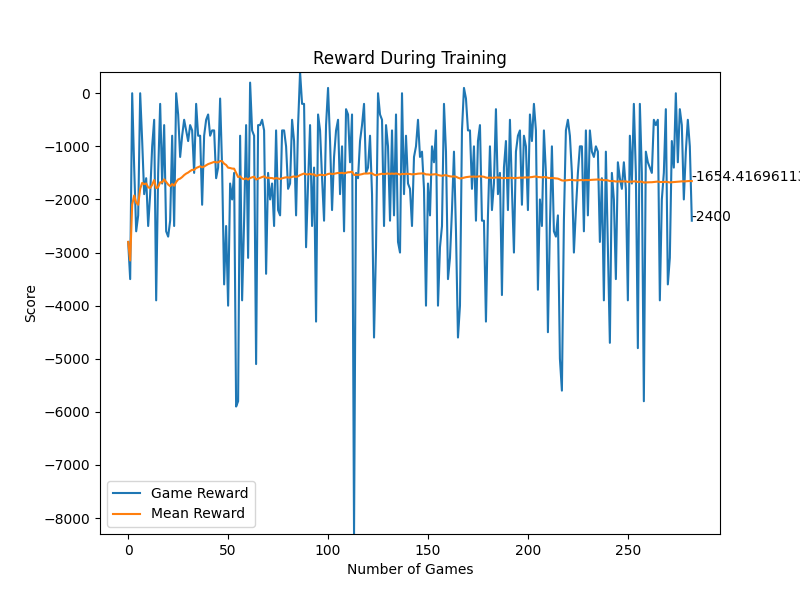 Reward During Training
Score
0
−1000
−2000
−3000
−4000
−5000
−6000
−7000
−8000
-1654.41696113
-2400
Game Reward
Mean Reward
0 50 100 150 200 250
Number of Games